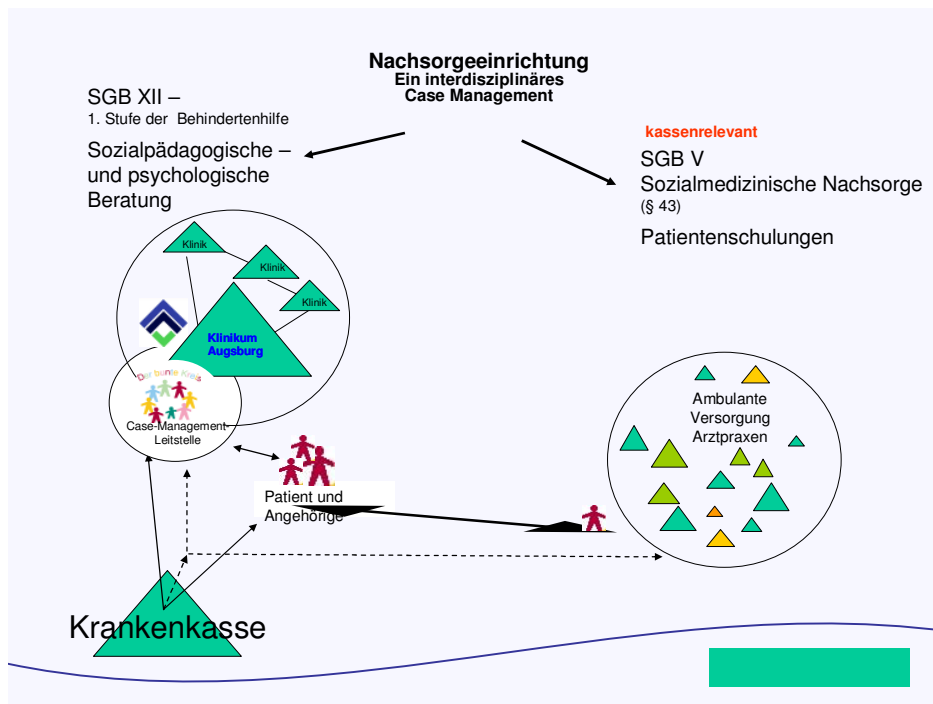 Nachsorgeeinrichtung
Ein interdisziplinäres
Case Management
SGB XII –
1. Stufe der Behindertenhilfe
Sozialpädagogische –
und psychologische
Beratung
kassenrelevant
SGB V
Sozialmedizinische Nachsorge
(§ 43)
Patientenschulungen
Klinik
Klinik
Klinik
Klinikum
Augsburg
Der bunte Kreis
Case-Management-
Leitstelle
Patient und
Angehörige
Ambulante
Versorgung
Arztpraxen
Krankenkasse